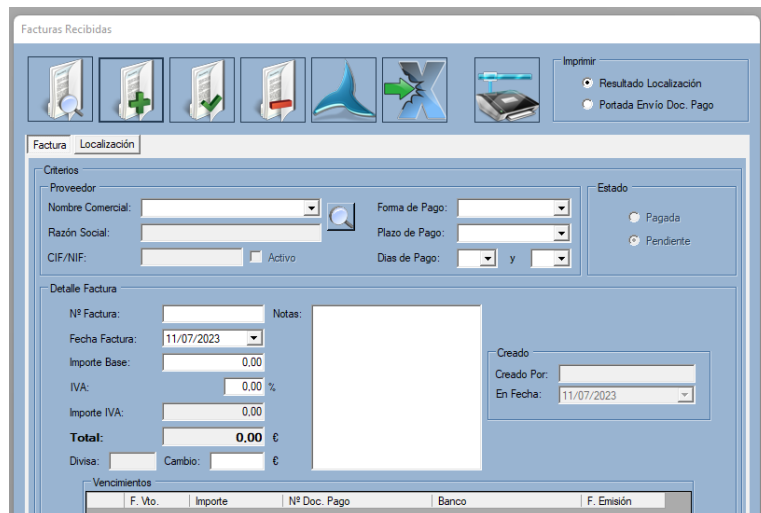 Facturas Recibidas
Imprimir
Resultado Localización
Portada Envío Doc. Pago
Factura Localización
Criterios
Proveedor
Estado
Nombre Comercial: Forma de Pago:
Pagada
Razón Social: Plazo de Pago:
Pendiente
CIF/NIF: Activo Dias de Pago: y
Detalle Factura
Nº Factura: Notas:
Fecha Factura: 11/07/2023
Creado
Importe Base: 0,00
Creado Por:
IVA: 0,00 %
En Fecha: 11/07/2023
Importe IVA: 0,00
Total: 0,00 €
Divisa: Cambio: €
Vencimientos
F. Vto. Importe Nº Doc. Pago Banco F. Emisión